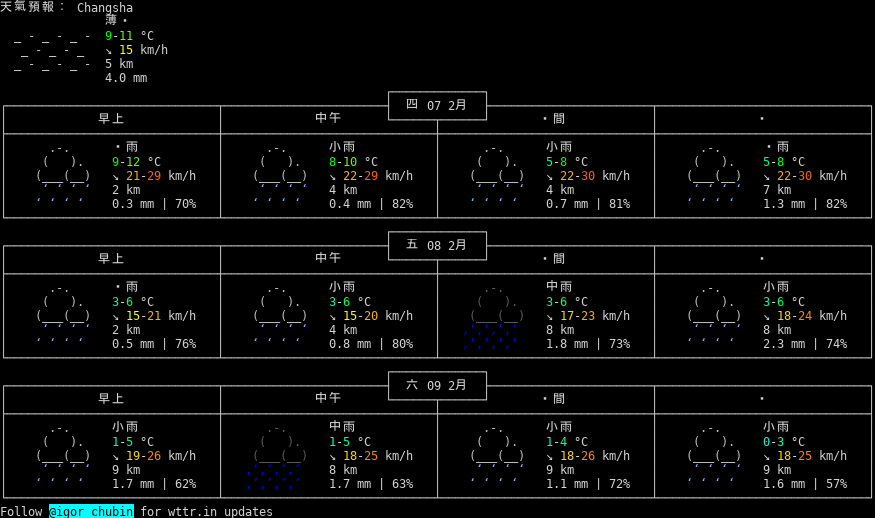 天氣預報： Changsha
薄・
9-11 °C
↘ 15 km/h
5 km
4.0 mm
四 07 2月
早上 中午 ・間 ・
・雨 小雨 小雨 ・雨
9-12 °C 8-10 °C 5-8 °C 5-8 °C
↘ 21-29 km/h ↘ 22-29 km/h ↘ 22-30 km/h ↘ 22-30 km/h
2 km 4 km 4 km 7 km
0.3 mm | 70% 0.4 mm | 82% 0.7 mm | 81% 1.3 mm | 82%
五 08 2月
早上 中午 ・間 ・
・雨 小雨 中雨 小雨
3-6 °C 3-6 °C 3-6 °C 3-6 °C
↘ 15-21 km/h ↘ 15-20 km/h ↘ 17-23 km/h ↘ 18-24 km/h
2 km 4 km 8 km 8 km
0.5 mm | 76% 0.8 mm | 80% 1.8 mm | 73% 2.3 mm | 74%
六 09 2月
早上 中午 ・間 ・
小雨 中雨 小雨 小雨
1-5 °C 1-5 °C 1-4 °C 0-3 °C
↘ 19-26 km/h ↘ 18-25 km/h ↘ 18-26 km/h ↘ 18-25 km/h
9 km 8 km 9 km 9 km
1.7 mm | 62% 1.7 mm | 63% 1.1 mm | 72% 1.6 mm | 57%
Follow @igor_chubin for wttr.in updates